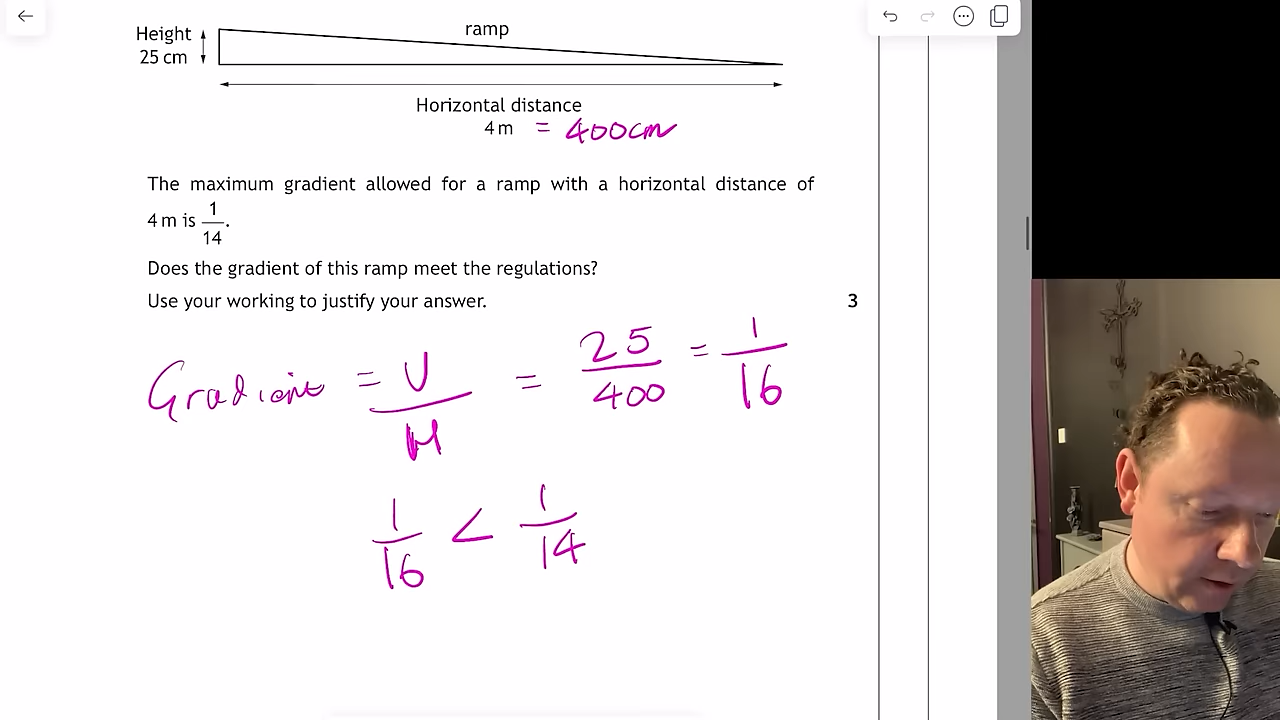 Height
25 cm
ramp
Horizontal distance
4 m = 400cm
The maximum gradient allowed for a ramp with a horizontal distance of
4 m is 1/14.
Does the gradient of this ramp meet the regulations?
Use your working to justify your answer.
3
Gradient = V/H = 25/400 = 1/16
1/16 < 1/14